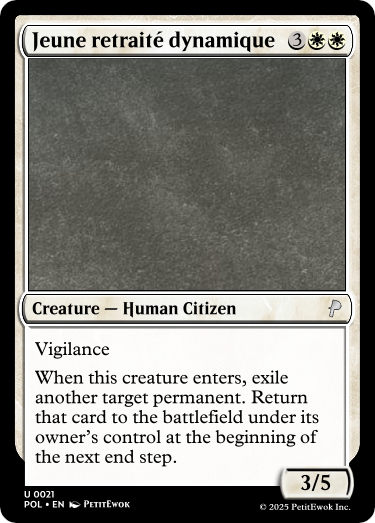 Jeune retraité dynamique 3
Creature — Human Citizen
Vigilance
When this creature enters, exile
another target permanent. Return
that card to the battlefield under its
owner's control at the beginning of
the next end step.
3/5
U 0021
POL • EN PetitEwok
© 2025 PetitEwok Inc.